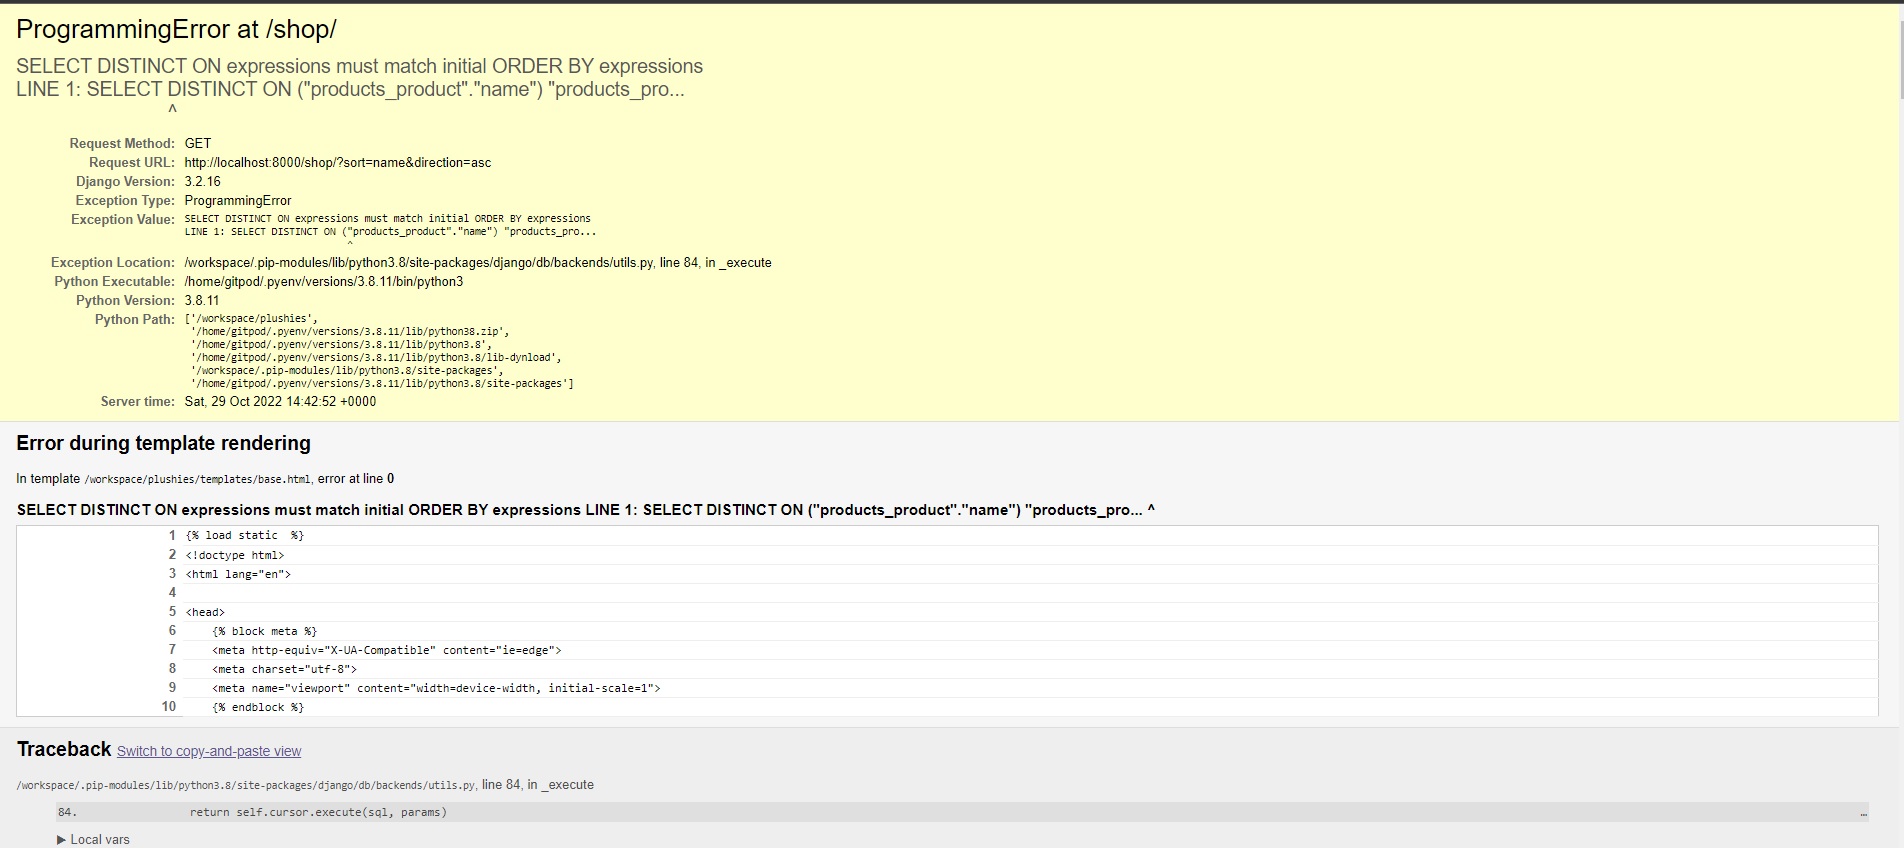 ProgrammingError at /shop/
SELECT DISTINCT ON expressions must match initial ORDER BY expressions
LINE 1: SELECT DISTINCT ON ("products_product"."name") "products_pro...
^
Request Method: GET
Request URL: http://localhost:8000/shop/?sort=name&direction=asc
Django Version: 3.2.16
Exception Type: ProgrammingError
Exception Value: SELECT DISTINCT ON expressions must match initial ORDER BY expressions
LINE 1: SELECT DISTINCT ON ("products_product"."name") "products_pro...
^
Exception Location: /workspace/.pip-modules/lib/python3.8/site-packages/django/db/backends/utils.py, line 84, in _execute
Python Executable: /home/gitpod/.pyenv/versions/3.8.11/bin/python3
Python Version: 3.8.11
Python Path: ['/workspace/plushies',
'/home/gitpod/.pyenv/versions/3.8.11/lib/python38.zip',
'/home/gitpod/.pyenv/versions/3.8.11/lib/python3.8',
'/home/gitpod/.pyenv/versions/3.8.11/lib/python3.8/lib-dynload',
'/workspace/.pip-modules/lib/python3.8/site-packages',
'/home/gitpod/.pyenv/versions/3.8.11/lib/python3.8/site-packages']
Server time: Sat, 29 Oct 2022 14:42:52 +0000
Error during template rendering
In template /workspace/plushies/templates/base.html, error at line 0
SELECT DISTINCT ON expressions must match initial ORDER BY expressions LINE 1: SELECT DISTINCT ON ("products_product"."name") "products_pro... ^
1 {% load static  %}
2 <!doctype html>
3 <html lang="en">
4
5 <head>
6 {% block meta %}
7 <meta http-equiv="X-UA-Compatible" content="ie=edge">
8 <meta charset="utf-8">
9 <meta name="viewport" content="width=device-width, initial-scale=1">
10 {% endblock %}
Traceback Switch to copy-and-paste view
/workspace/.pip-modules/lib/python3.8/site-packages/django/db/backends/utils.py, line 84, in _execute
84. return self.cursor.execute(sql, params) …
▶ Local vars